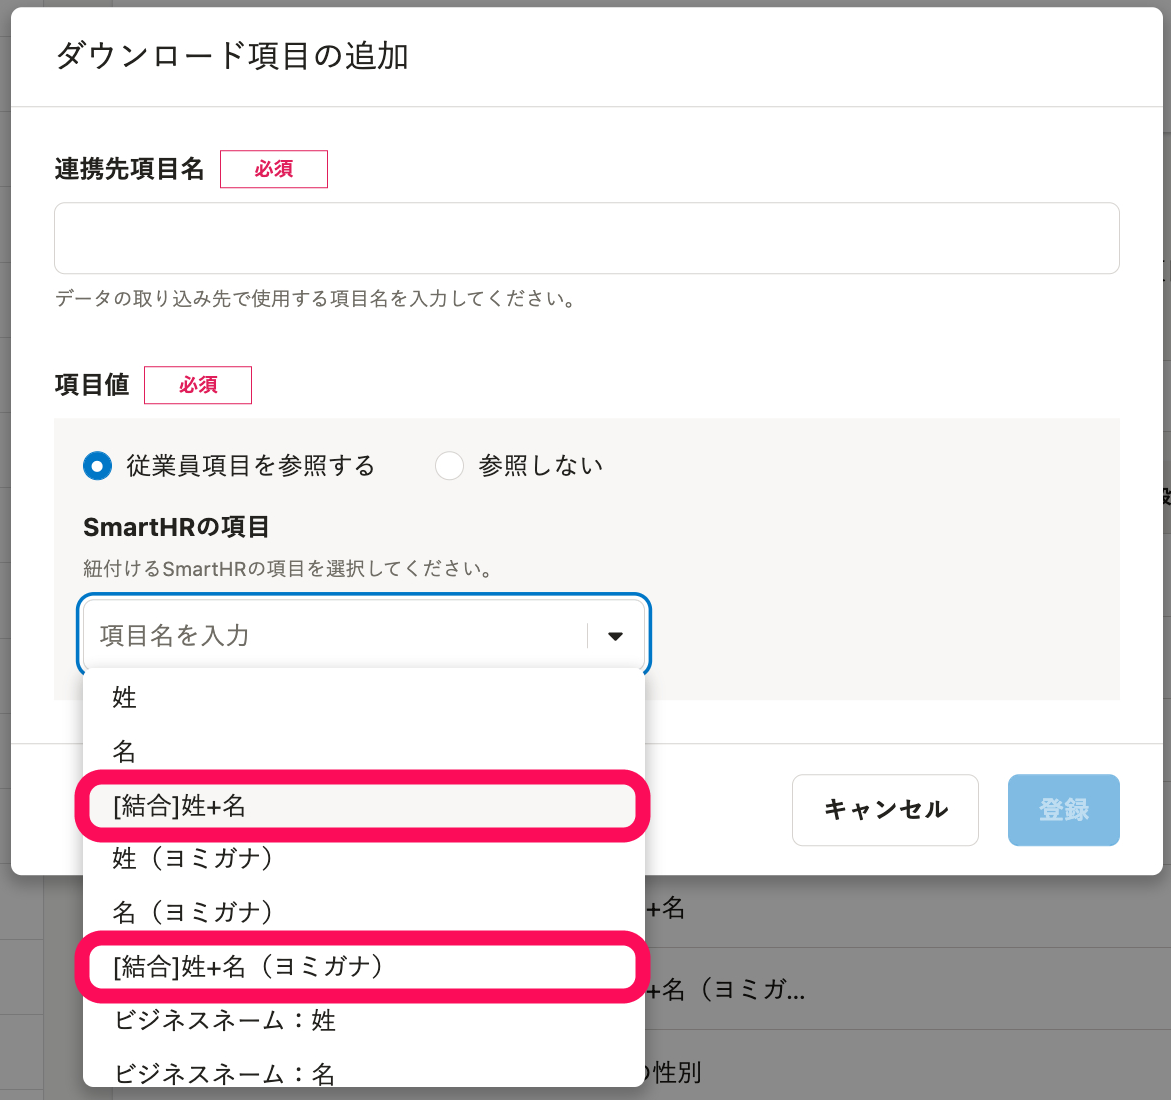 ダウンロード項目の追加
連携先項目名 必須
データの取り込み先で使用する項目名を入力してください。
項目値 必須
従業員項目を参照する 参照しない
SmartHRの項目
紐付けるSmartHRの項目を選択してください。
項目名を入力
姓
名
[結合]姓+名
姓（ヨミガナ）
名（ヨミガナ）
[結合]姓+名（ヨミガナ）
ビジネスネーム：姓
ビジネスネーム：名
キャンセル 登録
+名
+名（ヨミガ...
の性別